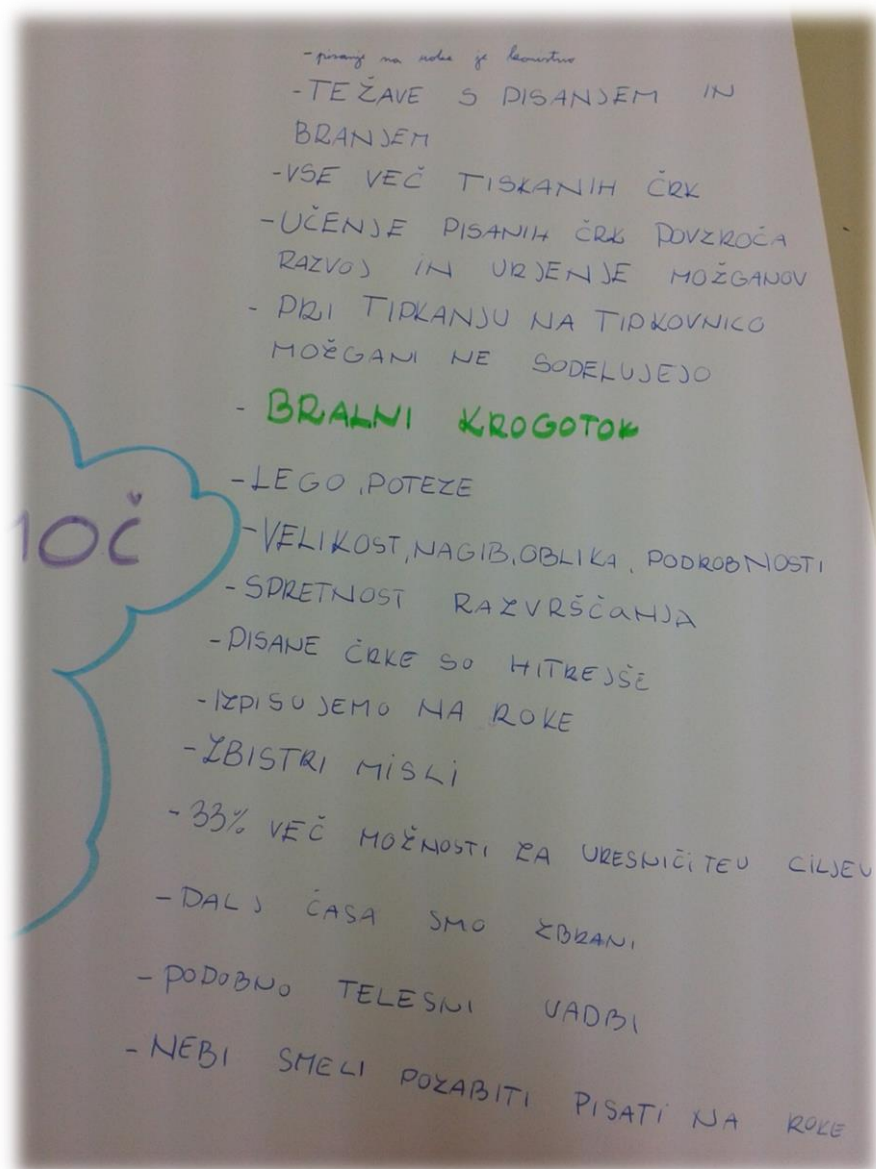 - pisanje na roke je koristno
- TEŽAVE S PISANJEM IN
BRANJEM
- VSE VEČ TISKANIH ČRK
- UČENJE PISANIH ČRK POVZROČA
RAZVOJ IN URJENJE MOŽGANOV
- PRI TIPKANJU NA TIPKOVNICO
MOŽGANI NE SODELUJEJO
- BRALNI KROGOTOK
- LEGO, POTEZE
MOČ
- VELIKOST, NAGIB, OBLIKA, PODROBNOSTI
- SPRETNOST RAZVRŠČANJA
- PISANE ČRKE SO HITREJŠE
- IZPISUJEMO NA ROKE
- ZBISTRI MISLI
- 33% VEČ MOŽNOSTI ZA URESNIČITEV CILJEV
- DALJ ČASA SMO ZBRANI
- PODOBNO TELESNI VADBI
- NEBI SMELI POZABITI PISATI NA ROKE